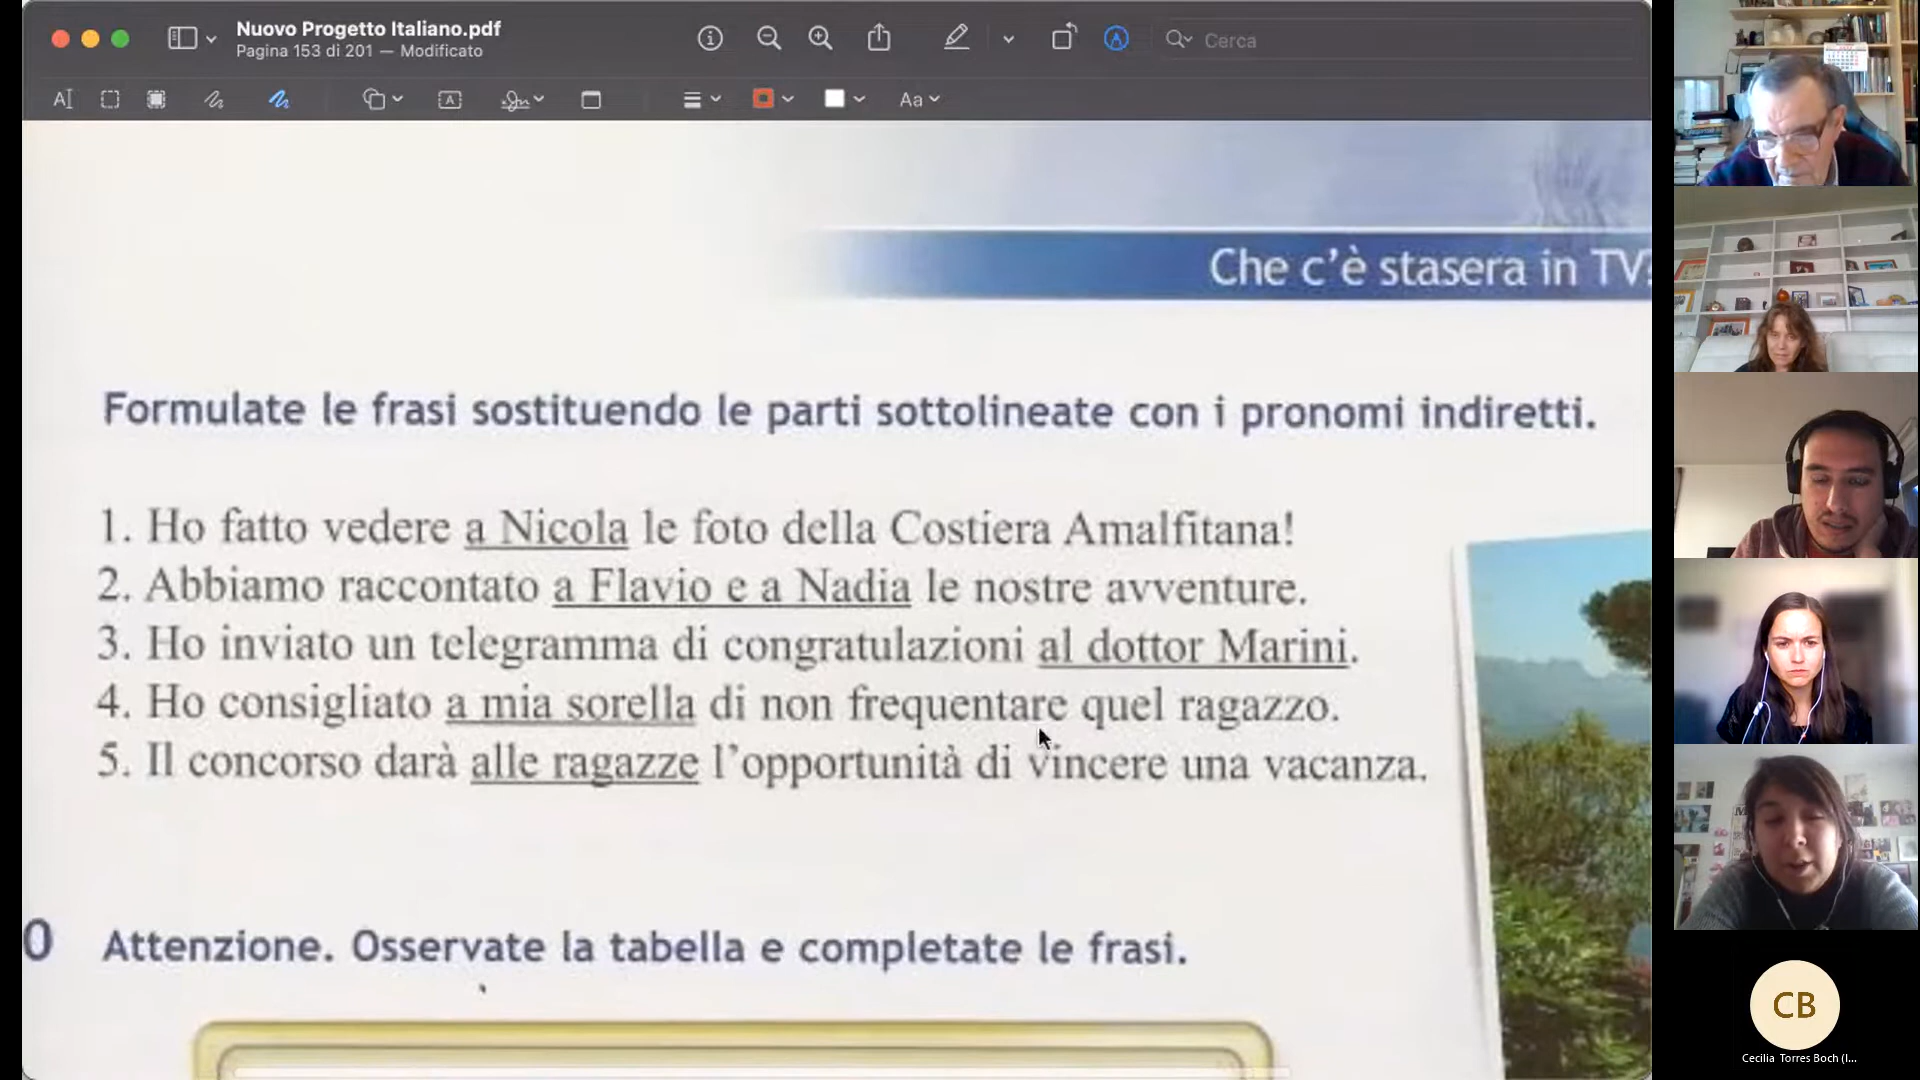 Nuovo Progetto Italiano.pdf
Pagina 153 di 201 — Modificato
Cerca
Aa
Che c'è stasera in TV?
Formulate le frasi sostituendo le parti sottolineate con i pronomi indiretti.
1. Ho fatto vedere a Nicola le foto della Costiera Amalfitana!
2. Abbiamo raccontato a Flavio e a Nadia le nostre avventure.
3. Ho inviato un telegramma di congratulazioni al dottor Marini.
4. Ho consigliato a mia sorella di non frequentare quel ragazzo.
5. Il concorso darà alle ragazze l'opportunità di vincere una vacanza.
0 Attenzione. Osservate la tabella e completate le frasi.
CB
Cecilia Torres Boch (I...